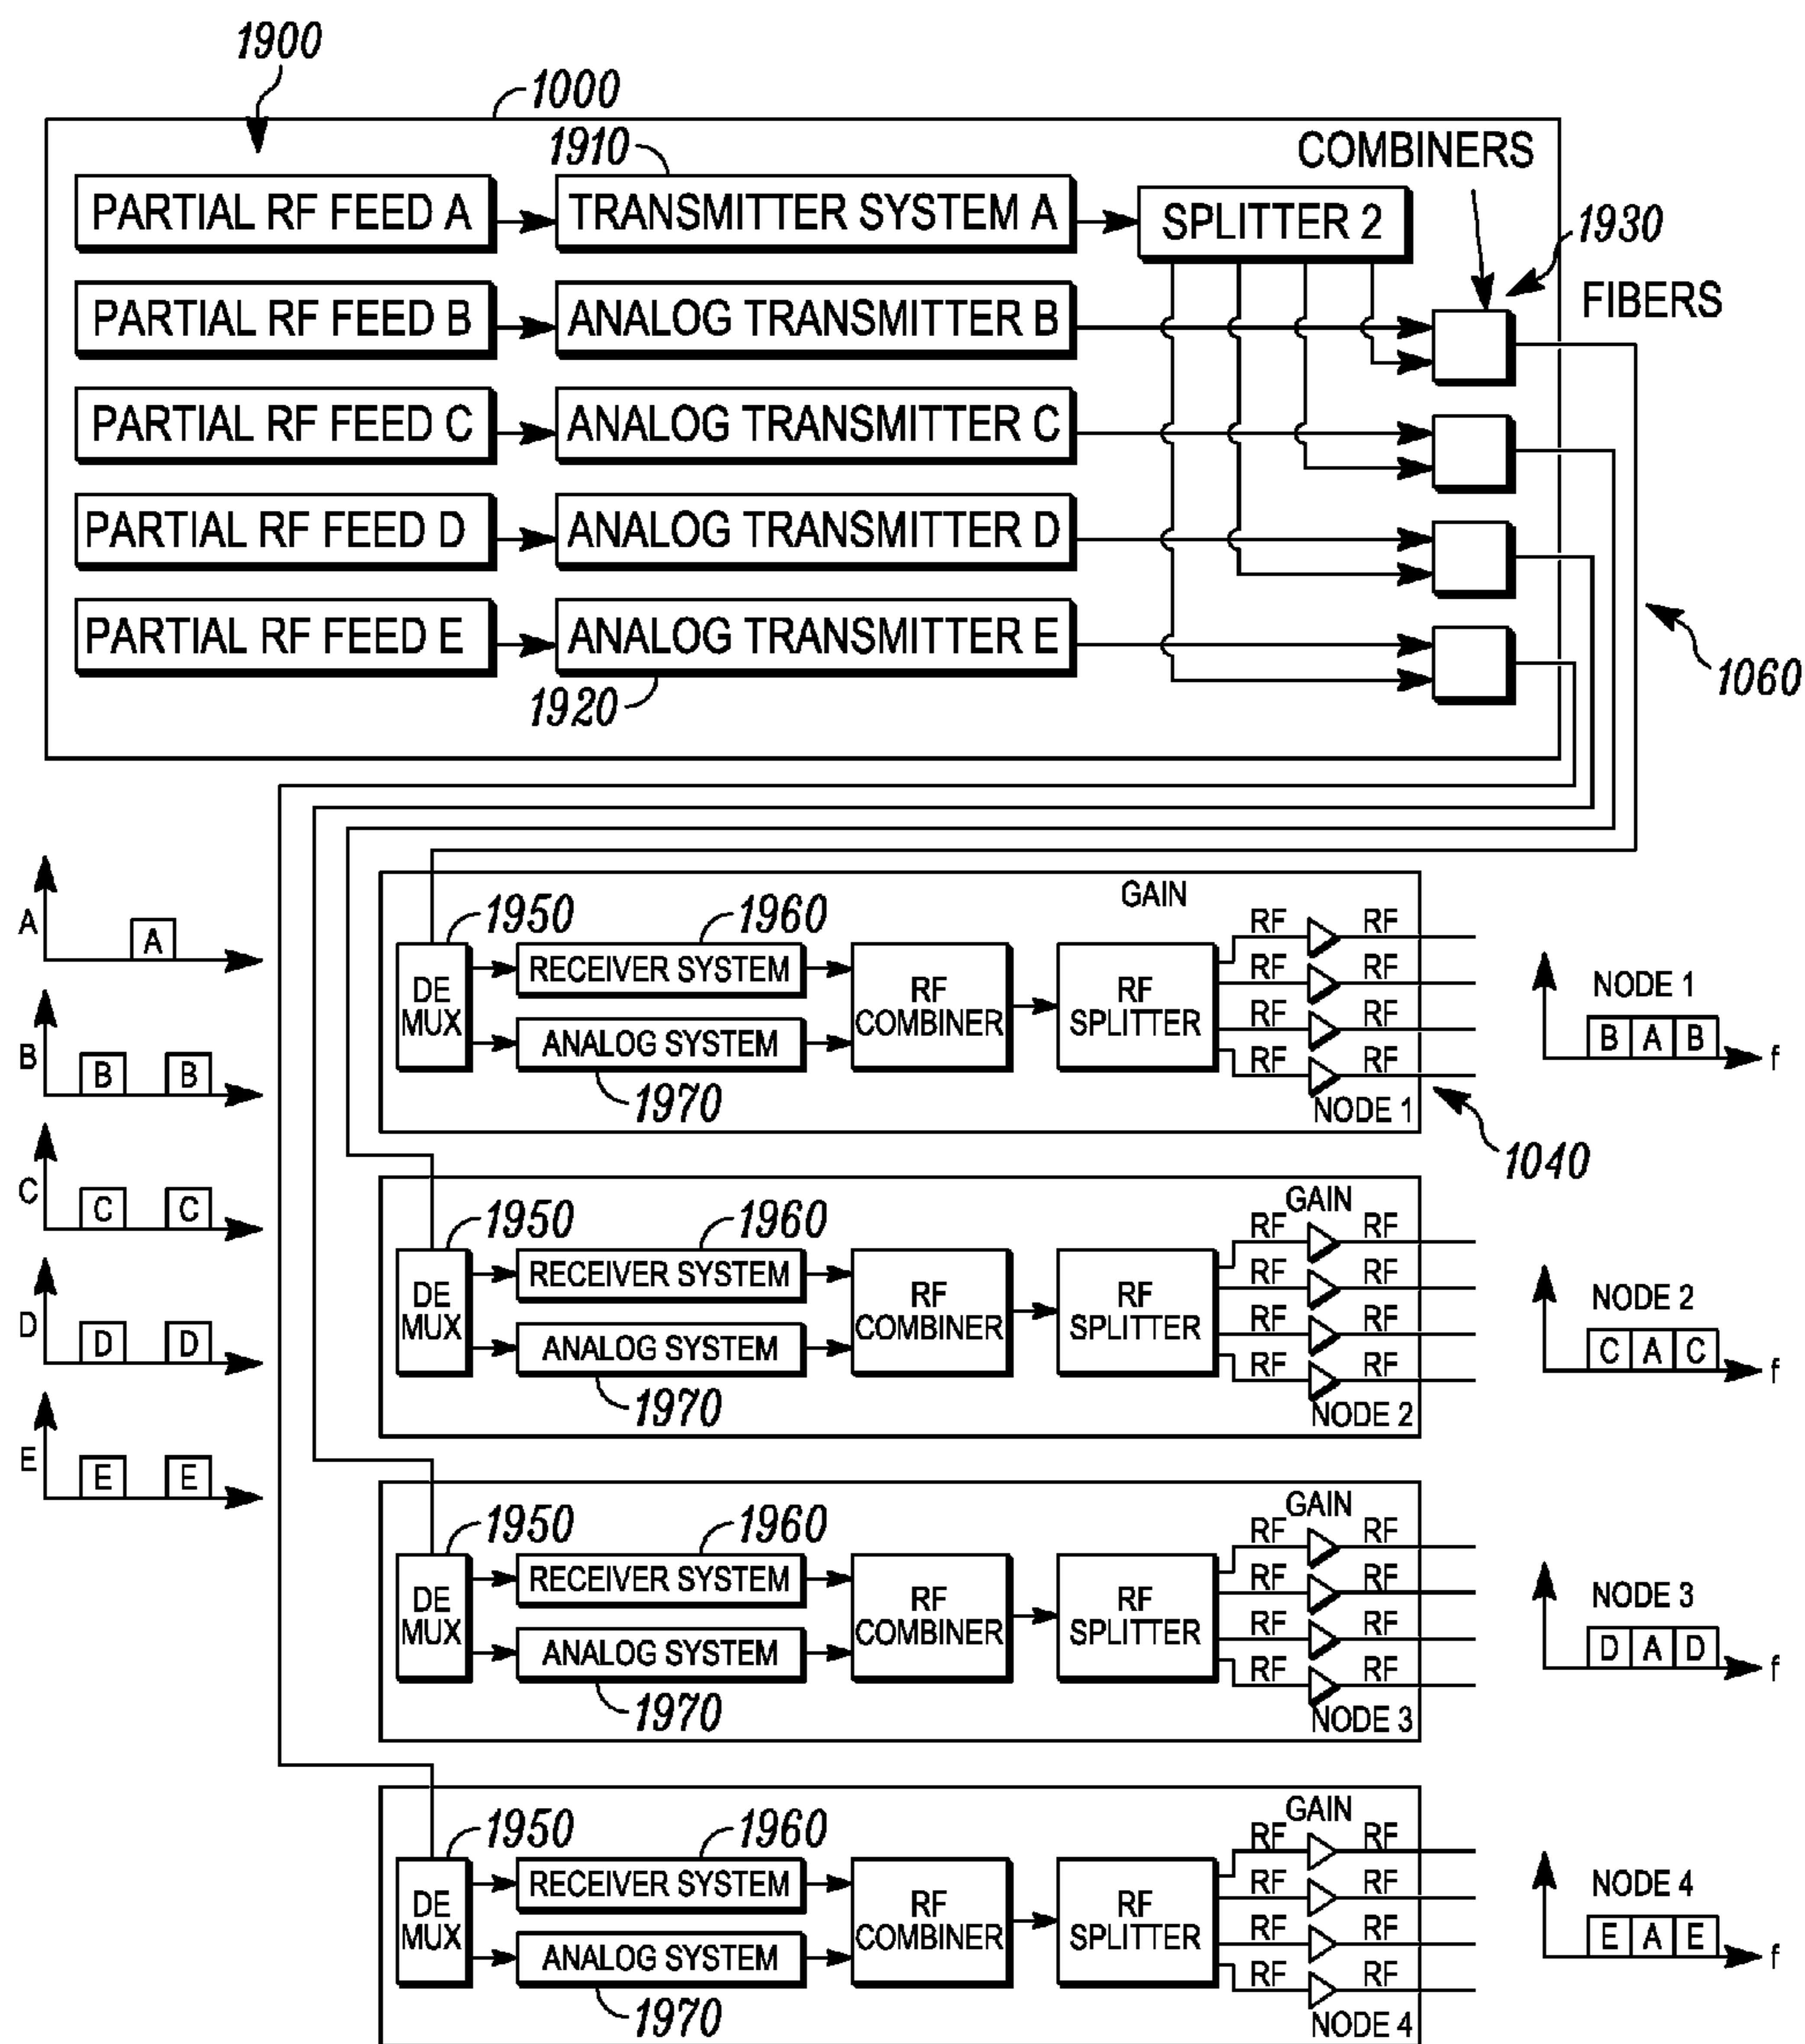 1900
1000
1910
COMBINERS
PARTIAL RF FEED A
TRANSMITTER SYSTEM A
SPLITTER 2
1930
FIBERS
PARTIAL RF FEED B
ANALOG TRANSMITTER B
PARTIAL RF FEED C
ANALOG TRANSMITTER C
PARTIAL RF FEED D
ANALOG TRANSMITTER D
PARTIAL RF FEED E
ANALOG TRANSMITTER E
1060
1920
A
A
B
B
B
C
C
C
D
D
D
E
E
E
1950
1960
GAIN
DE
MUX
RECEIVER SYSTEM
ANALOG SYSTEM
RF
COMBINER
RF
SPLITTER
RF
RF
RF
RF
RF
RF
RF
RF
1970
NODE 1
1040
NODE 1
B
A
B
f
1950
1960
GAIN
DE
MUX
RECEIVER SYSTEM
ANALOG SYSTEM
RF
COMBINER
RF
SPLITTER
RF
RF
RF
RF
RF
RF
RF
RF
1970
NODE 2
NODE 2
C
A
C
f
1950
1960
GAIN
DE
MUX
RECEIVER SYSTEM
ANALOG SYSTEM
RF
COMBINER
RF
SPLITTER
RF
RF
RF
RF
RF
RF
RF
RF
1970
NODE 3
NODE 3
D
A
D
f
1950
1960
GAIN
DE
MUX
RECEIVER SYSTEM
ANALOG SYSTEM
RF
COMBINER
RF
SPLITTER
RF
RF
RF
RF
RF
RF
RF
RF
1970
NODE 4
NODE 4
E
A
E
f